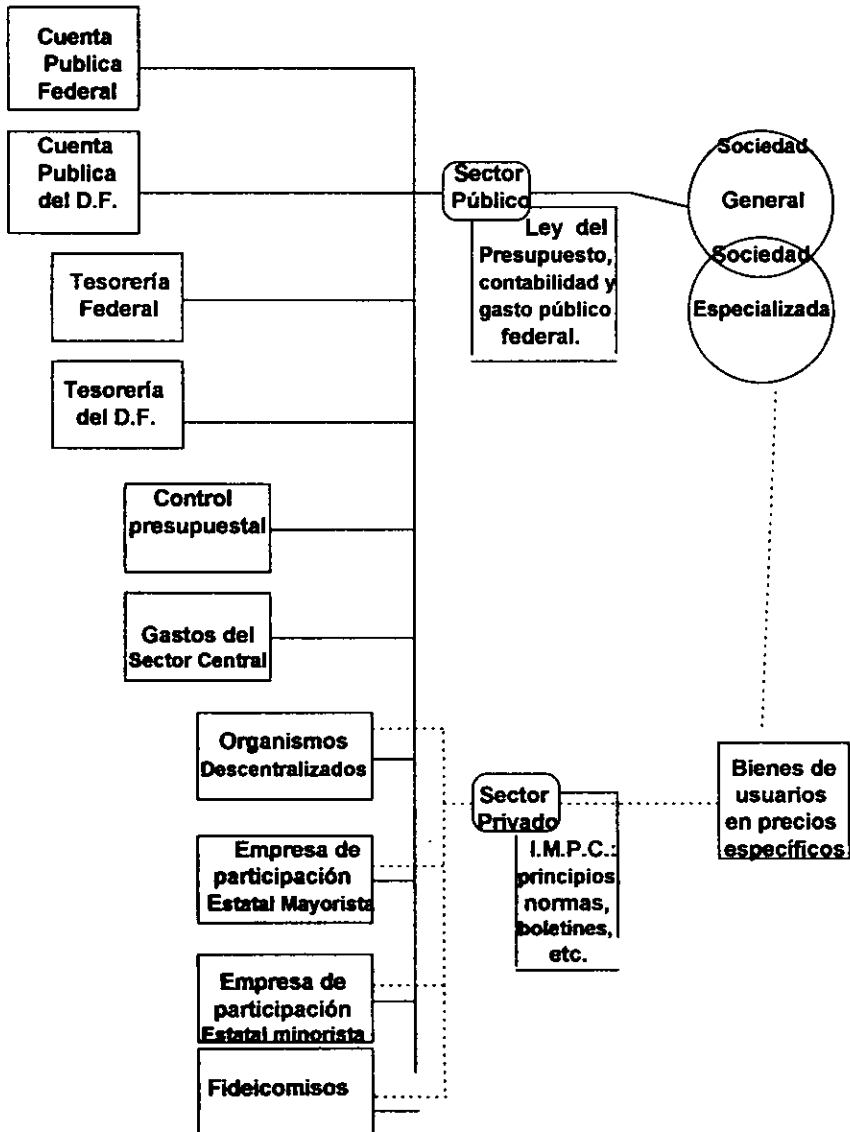 Cuenta
Publica
Federal
Cuenta
Publica
del D.F.
Tesorería
Federal
Tesorería
del D.F.
Control
presupuestal
Gastos del
Sector Central
Organismos
Descentralizados
Empresa de
participación
Estatal Mayorista
Empresa de
participación
Estatal minorista
Fideicomisos
Sector
Público
Ley del
Presupuesto,
contabilidad y
gasto público
federal.
Sociedad
General
Sociedad
Especializada
Sector
Privado
I.M.P.C.:
principios
normas,
boletines,
etc.
Bienes de
usuarios
en precios
específicos